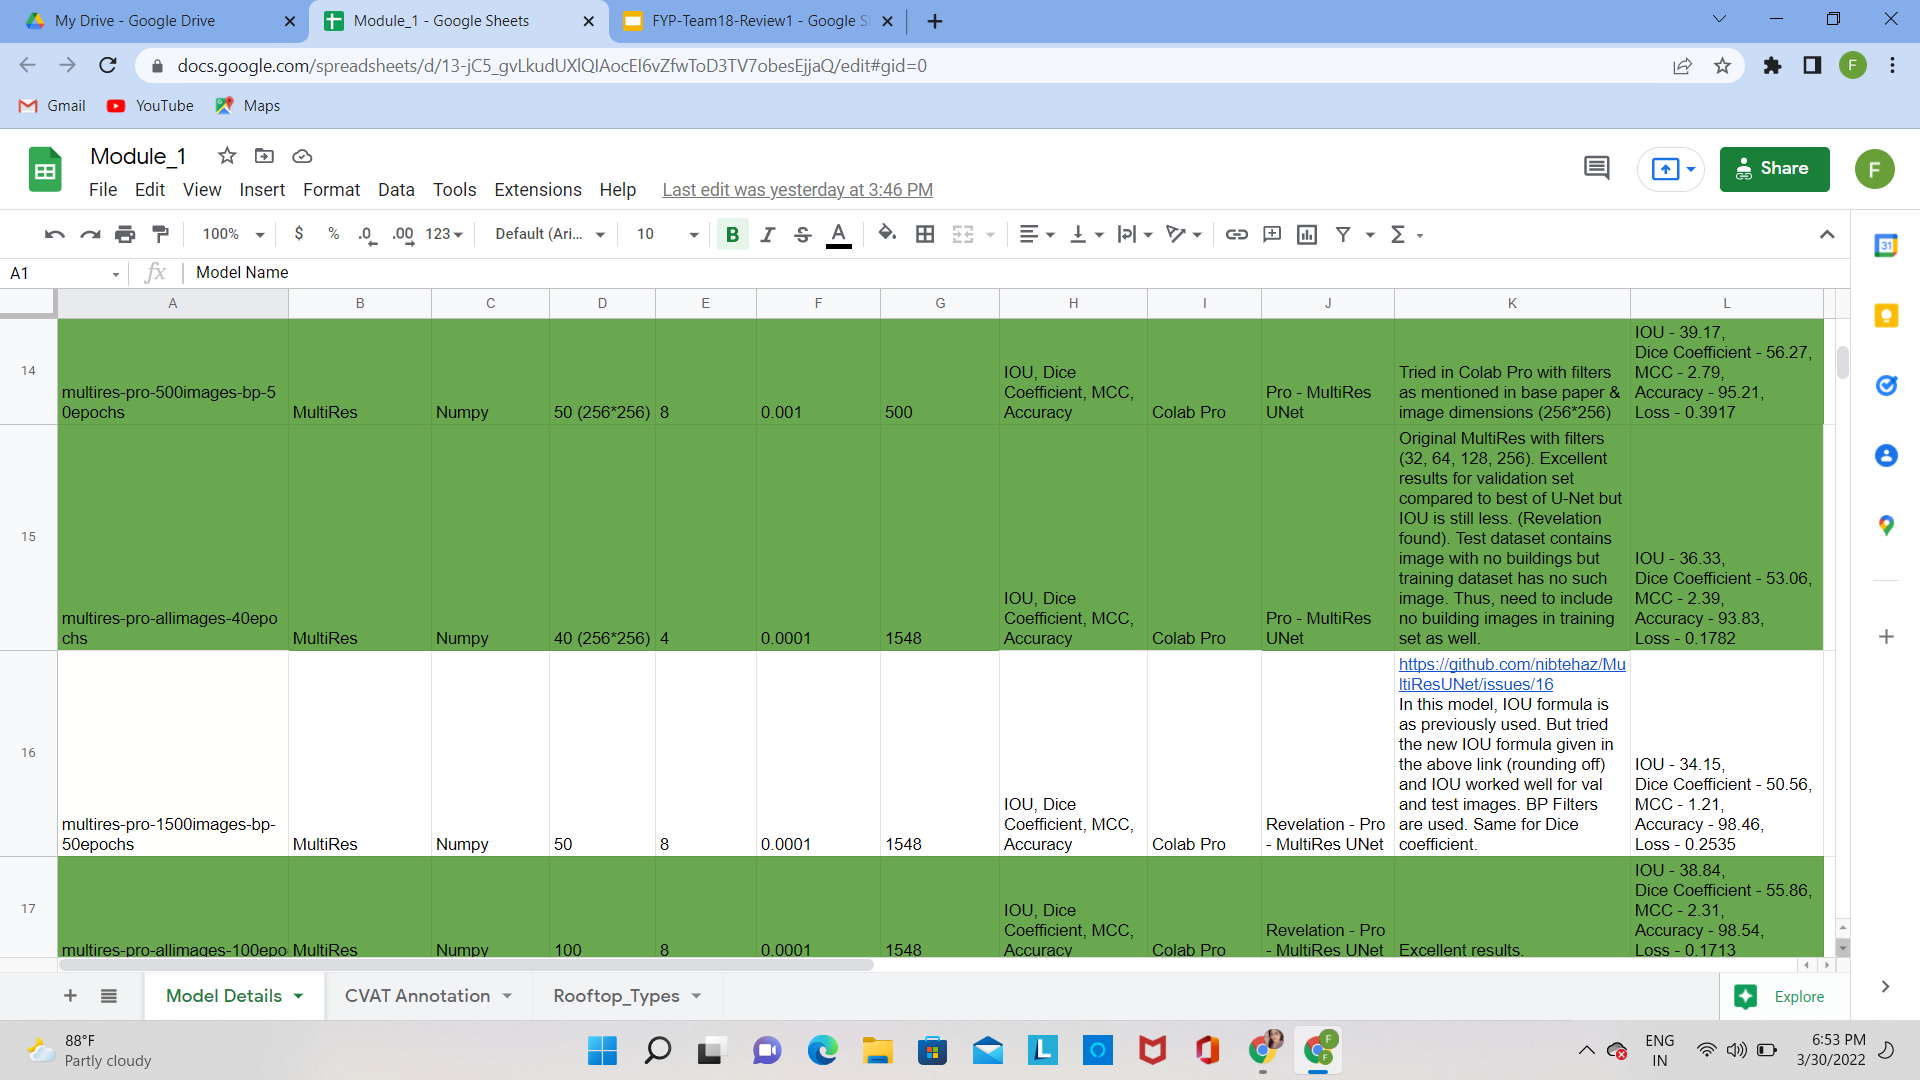 My Drive - Google Drive
Module_1 - Google Sheets
FYP-Team18-Review1 - Google Sl
docs.google.com/spreadsheets/d/13-jC5_gvLkudUXlQIAocEI6vZfwToD3TV7obesEjjaQ/edit#gid=0
F
Gmail
YouTube
Maps
Module_1
File Edit View Insert Format Data Tools Extensions Help Last edit was yesterday at 3:46 PM
Share
F
100% $ % .0 .00 123 Default (Ari... 10 B I S A
31
A1 fx Model Name
A B C D E F G H I J K L
14
multires-pro-500images-bp-5
0epochs
MultiRes
Numpy
50 (256*256)
8
0.001
500
IOU, Dice
Coefficient, MCC,
Accuracy
Colab Pro
Pro - MultiRes
UNet
Tried in Colab Pro with filters
as mentioned in base paper &
image dimensions (256*256)
IOU - 39.17,
Dice Coefficient - 56.27,
MCC - 2.79,
Accuracy - 95.21,
Loss - 0.3917
15
multires-pro-allimages-40epo
chs
MultiRes
Numpy
40 (256*256)
4
0.0001
1548
IOU, Dice
Coefficient, MCC,
Accuracy
Colab Pro
Pro - MultiRes
UNet
Original MultiRes with filters
(32, 64, 128, 256). Excellent
results for validation set
compared to best of U-Net but
IOU is still less. (Revelation
found). Test dataset contains
image with no buildings but
training dataset has no such
image. Thus, need to include
no building images in training
set as well.
IOU - 36.33,
Dice Coefficient - 53.06,
MCC - 2.39,
Accuracy - 93.83,
Loss - 0.1782
16
multires-pro-1500images-bp-
50epochs
MultiRes
Numpy
50
8
0.0001
1548
IOU, Dice
Coefficient, MCC,
Accuracy
Colab Pro
Revelation - Pro
- MultiRes UNet
https://github.com/nibtehaz/Mu
ltiResUNet/issues/16
In this model, IOU formula is
as previously used. But tried
the new IOU formula given in
the above link (rounding off)
and IOU worked well for val
and test images. BP Filters
are used. Same for Dice
coefficient.
IOU - 34.15,
Dice Coefficient - 50.56,
MCC - 1.21,
Accuracy - 98.46,
Loss - 0.2535
17
multires-pro-allimages-100epo
MultiRes
Numpy
100
8
0.0001
1548
IOU, Dice
Coefficient, MCC,
Accuracy
Colab Pro
Revelation - Pro
- MultiRes UNet
Excellent results.
IOU - 38.84,
Dice Coefficient - 55.86,
MCC - 2.31,
Accuracy - 98.54,
Loss - 0.1713
Model Details
CVAT Annotation
Rooftop_Types
Explore
88°F
Partly cloudy
L
F
F
ENG
IN
6:53 PM
3/30/2022